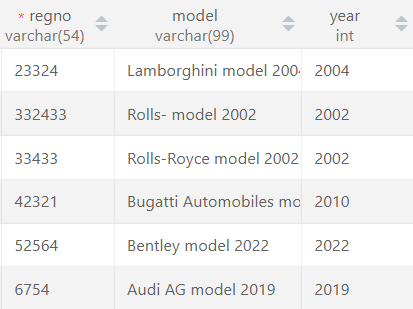 * regno model year
varchar(54) varchar(99) int
23324 Lamborghini model 2004 2004
332433 Rolls- model 2002 2002
33433 Rolls-Royce model 2002 2002
42321 Bugatti Automobiles mo 2010
52564 Bentley model 2022 2022
6754 Audi AG model 2019 2019